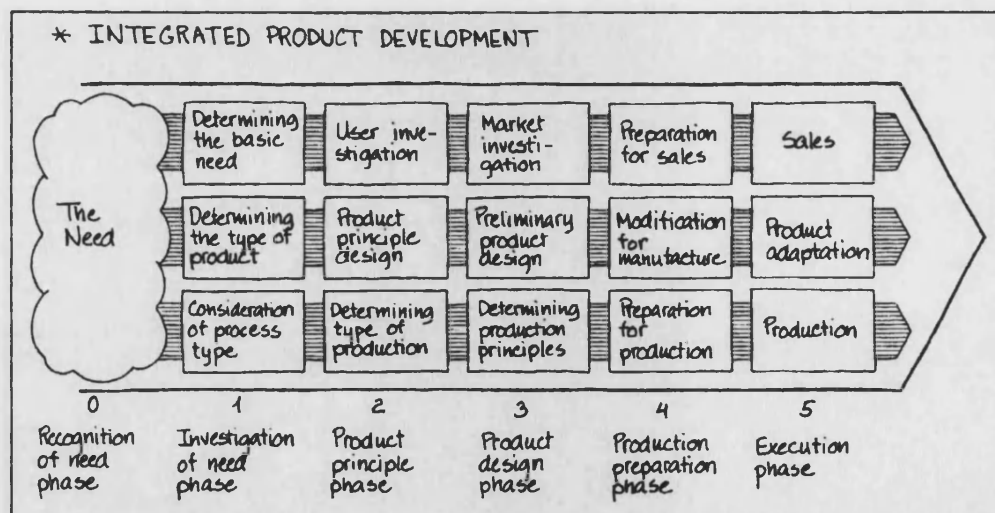 * INTEGRATED PRODUCT DEVELOPMENT
The
Need
Determining
the basic
need
User inve-
stigation
Market
investi-
gation
Preparation
for sales
Sales
Determining
the type of
product
Product
principle
design
Preliminary
product
design
Modification
for
manufacture
Product
adaptation
Consideration
of process
type
Determining
type of
production
Determining
production
principles
Preparation
for
production
Production
0
1
2
3
4
5
Recognition
of need
phase
Investigation
of need
phase
Product
principle
phase
Product
design
phase
Production
preparation
phase
Execution
phase